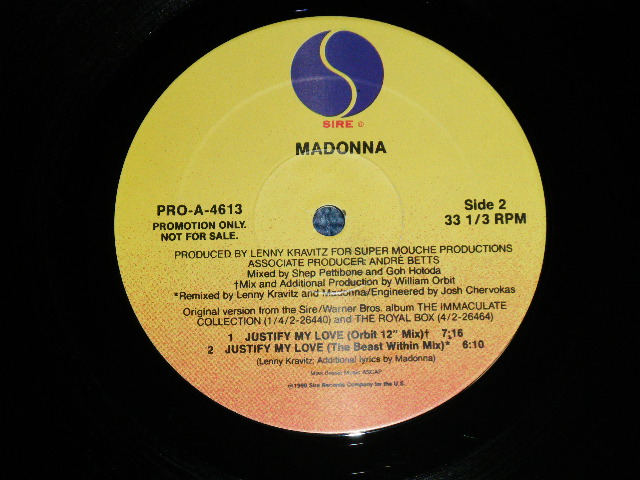 SIRE ®
MADONNA
PRO-A-4613
PROMOTION ONLY.
NOT FOR SALE.
Side 2
33 1/3 RPM
PRODUCED BY LENNY KRAVITZ FOR SUPER MOUCHE PRODUCTIONS
ASSOCIATE PRODUCER: ANDRÉ BETTS
Mixed by Shep Pettibone and Goh Hotoda
†Mix and Additional Production by William Orbit
*Remixed by Lenny Kravitz and Madonna/Engineered by Josh Chervokas
Original version from the Sire/Warner Bros. album THE IMMACULATE
COLLECTION (1/4/2-26440) and THE ROYAL BOX (4/2-26464)
1 JUSTIFY MY LOVE (Orbit 12" Mix)† 7:16
2 JUSTIFY MY LOVE (The Beast Within Mix)* 6:10
(Lenny Kravitz; Additional lyrics by Madonna)
Miss Bessie Music ASCAP
℗1990 Sire Records Company for the U.S.